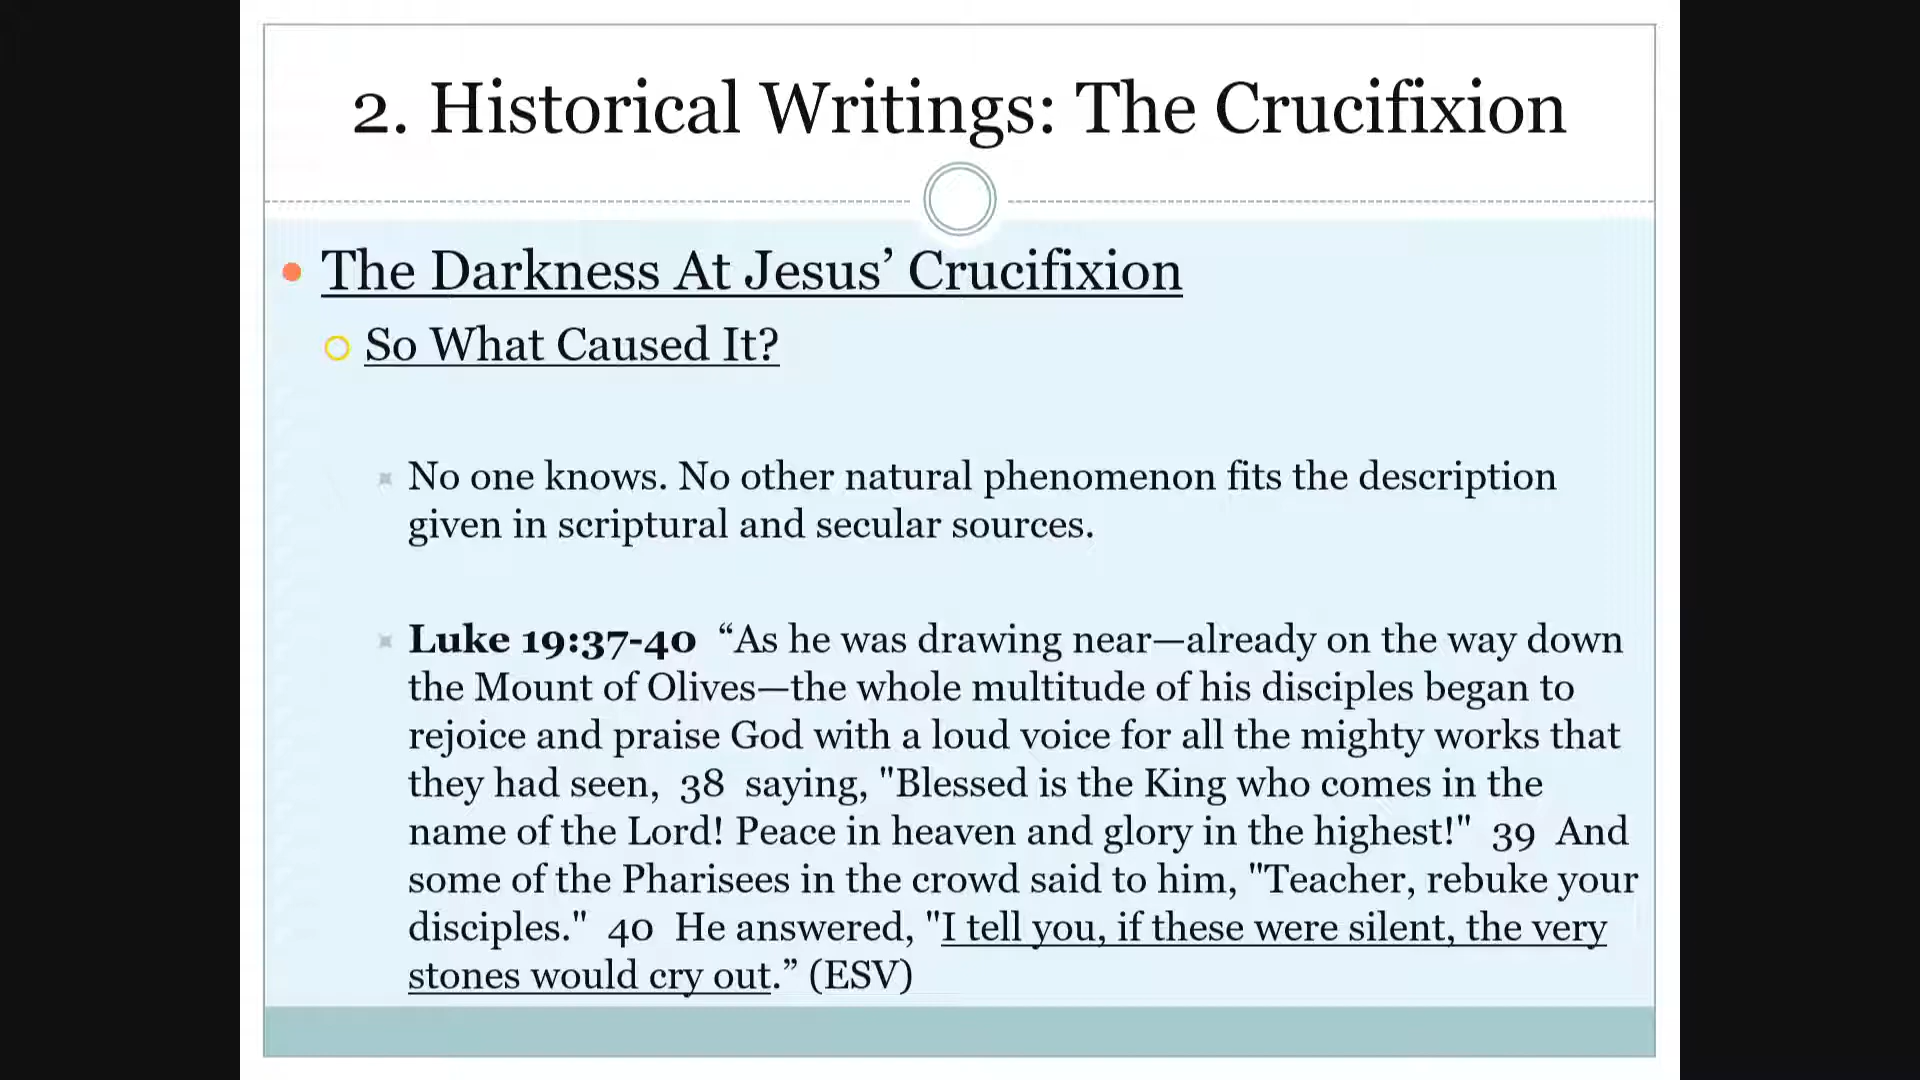 2. Historical Writings: The Crucifixion
The Darkness At Jesus’ Crucifixion
So What Caused It?
No one knows. No other natural phenomenon fits the description
given in scriptural and secular sources.
Luke 19:37-40 “As he was drawing near—already on the way down
the Mount of Olives—the whole multitude of his disciples began to
rejoice and praise God with a loud voice for all the mighty works that
they had seen, 38 saying, "Blessed is the King who comes in the
name of the Lord! Peace in heaven and glory in the highest!" 39 And
some of the Pharisees in the crowd said to him, "Teacher, rebuke your
disciples." 40 He answered, "I tell you, if these were silent, the very
stones would cry out.” (ESV)